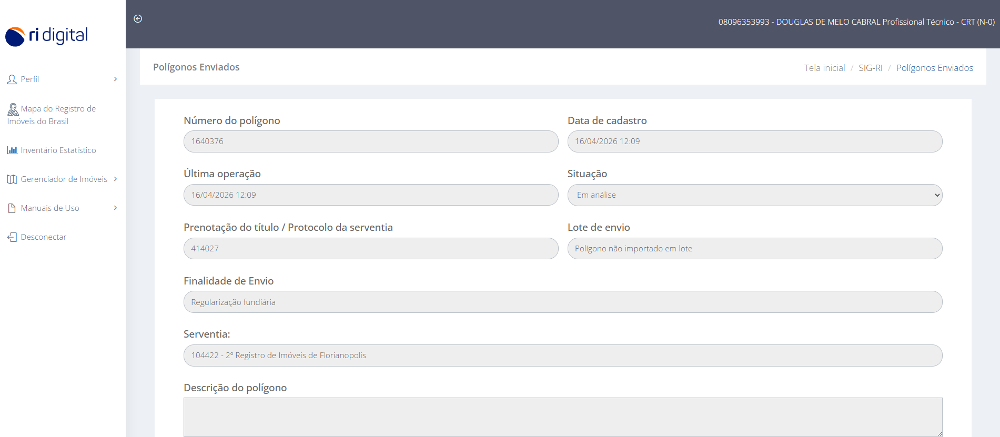 ri digital
08096353993 - DOUGLAS DE MELO CABRAL Profissional Técnico - CRT (N-0)
Perfil
Mapa do Registro de
Imóveis do Brasil
Inventário Estatístico
Gerenciador de Imóveis
Manuais de Uso
Desconectar
Polígonos Enviados
Tela inicial / SIG-RI / Polígonos Enviados
Número do polígono
1640376
Data de cadastro
16/04/2026 12:09
Última operação
16/04/2026 12:09
Situação
Em análise
Prenotação do título / Protocolo da serventia
414027
Lote de envio
Polígono não importado em lote
Finalidade de Envio
Regularização fundiária
Serventia:
104422 - 2º Registro de Imóveis de Florianopolis
Descrição do polígono